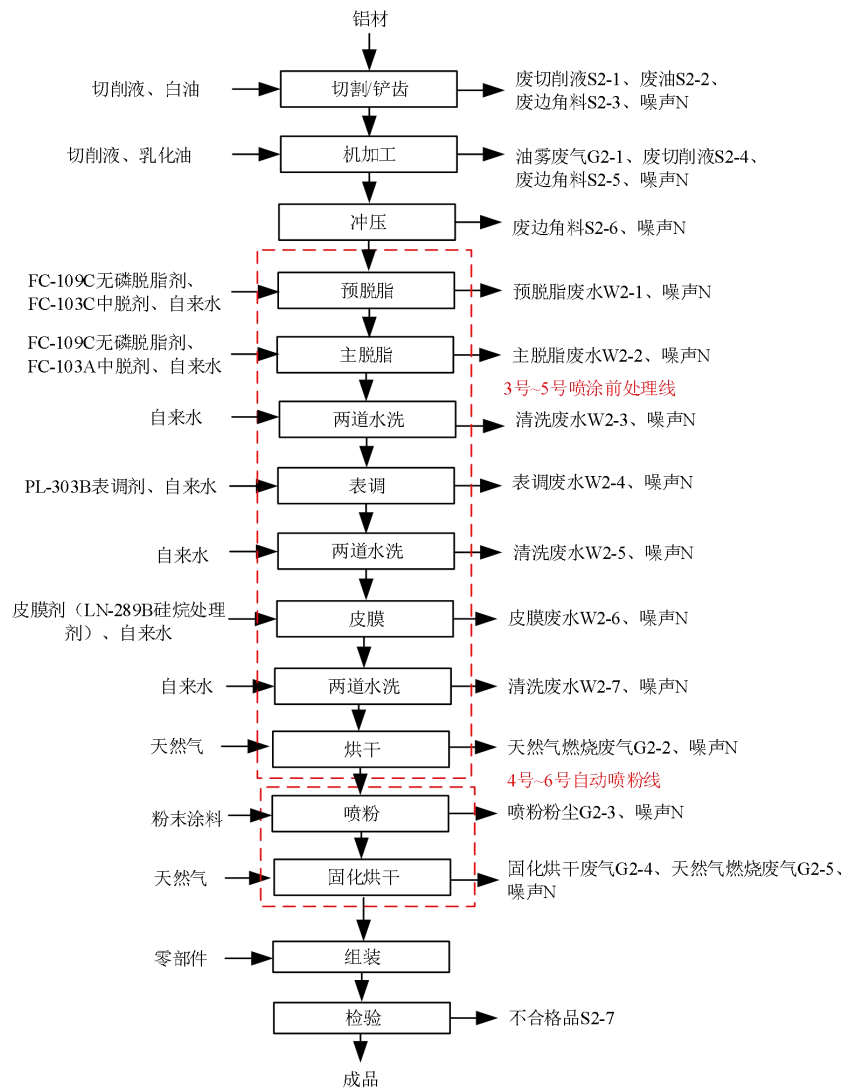 铝材
切削液、白油
切割/铲齿
废切削液S2-1、废油S2-2、
废边角料S2-3、噪声N
切削液、乳化油
机加工
油雾废气G2-1、废切削液S2-4、
废边角料S2-5、噪声N
冲压
废边角料S2-6、噪声N
FC-109C无磷脱脂剂、
FC-103C中脱剂、自来水
预脱脂
预脱脂废水W2-1、噪声N
FC-109C无磷脱脂剂、
FC-103A中脱剂、自来水
主脱脂
主脱脂废水W2-2、噪声N
3号~5号喷涂前处理线
自来水
两道水洗
清洗废水W2-3、噪声N
PL-303B表调剂、自来水
表调
表调废水W2-4、噪声N
自来水
两道水洗
清洗废水W2-5、噪声N
皮膜剂（LN-289B硅烷处理
剂）、自来水
皮膜
皮膜废水W2-6、噪声N
自来水
两道水洗
清洗废水W2-7、噪声N
天然气
烘干
天然气燃烧废气G2-2、噪声N
4号~6号自动喷粉线
粉末涂料
喷粉
喷粉粉尘G2-3、噪声N
天然气
固化烘干
固化烘干废气G2-4、天然气燃烧废气G2-5、
噪声N
零部件
组装
检验
不合格品S2-7
成品